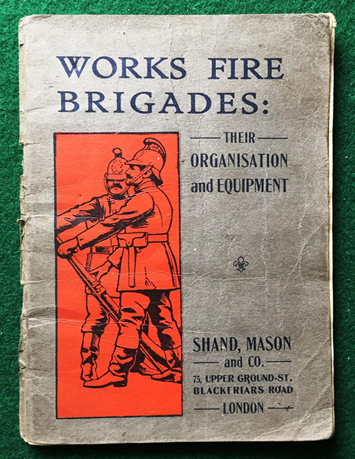 WORKS FIRE
BRIGADES:
THEIR
ORGANISATION
and EQUIPMENT
SHAND, MASON
and CO.
75, UPPER GROUND-ST.
BLACKFRIARS ROAD
LONDON